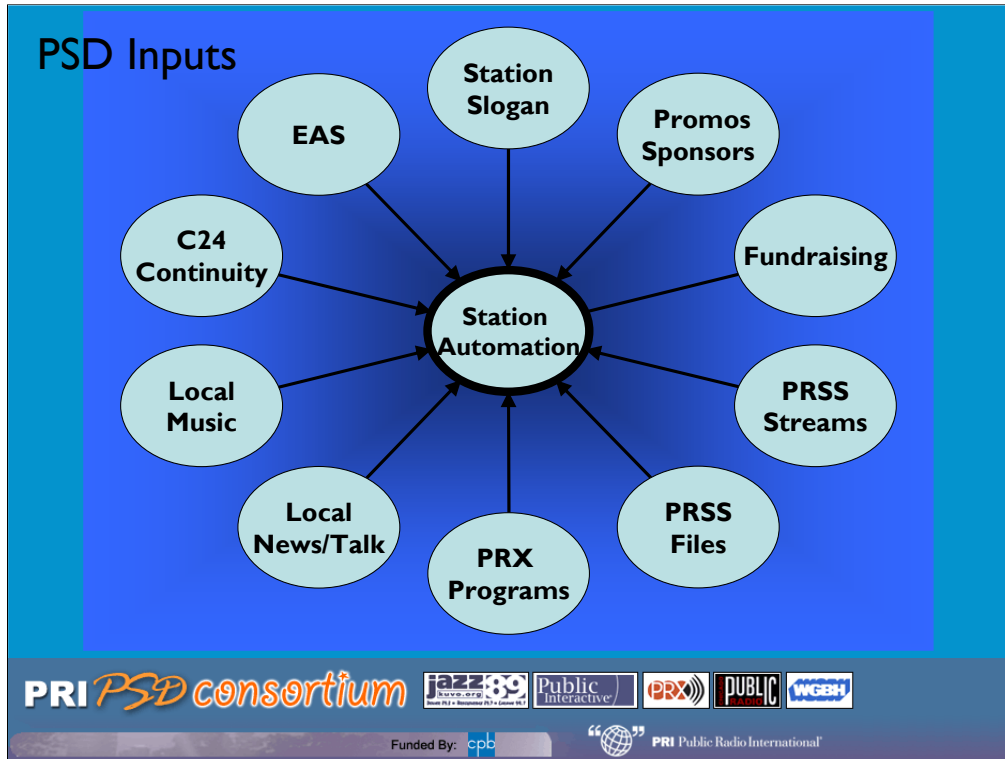 PSD Inputs
Station
Slogan
EAS
Promos
Sponsors
C24
Continuity
Fundraising
Station
Automation
Local
Music
PRSS
Streams
Local
News/Talk
PRSS
Files
PRX
Programs
PRI PSD consortium
jazz 89
kuvo.org
Public
Interactive
PRX
PUBLIC
RADIO
WGBH
Funded By: cpb
PRI Public Radio International